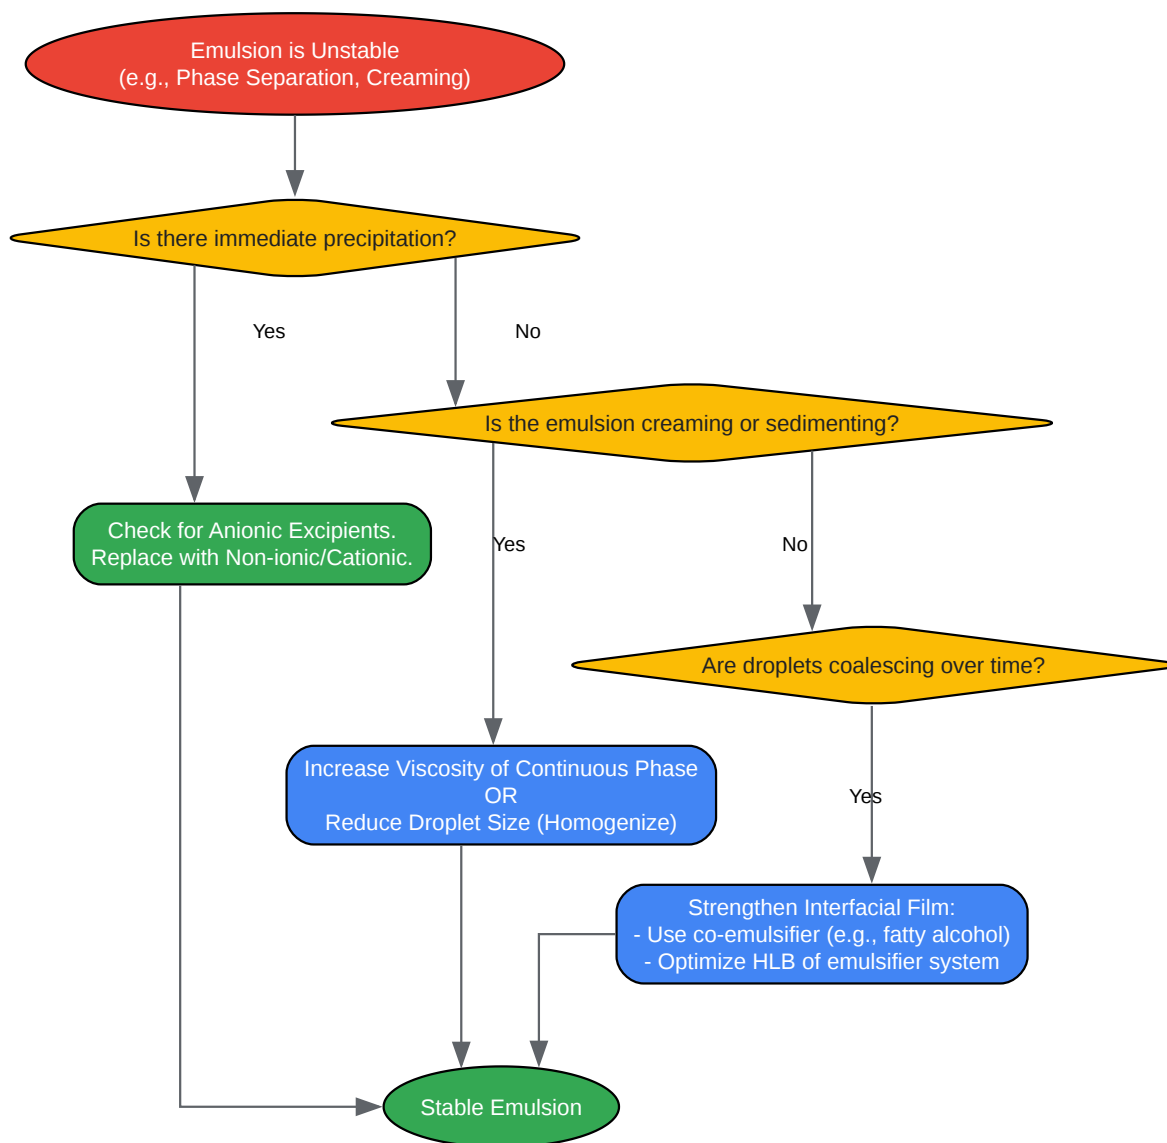 Emulsion is Unstable
(e.g., Phase Separation, Creaming)
Is there immediate precipitation?
Yes
No
Is the emulsion creaming or sedimenting?
Check for Anionic Excipients.
Replace with Non-ionic/Cationic.
Yes
No
Are droplets coalescing over time?
Increase Viscosity of Continuous Phase
OR
Reduce Droplet Size (Homogenize)
Yes
Strengthen Interfacial Film:
- Use co-emulsifier (e.g., fatty alcohol)
- Optimize HLB of emulsifier system
Stable Emulsion